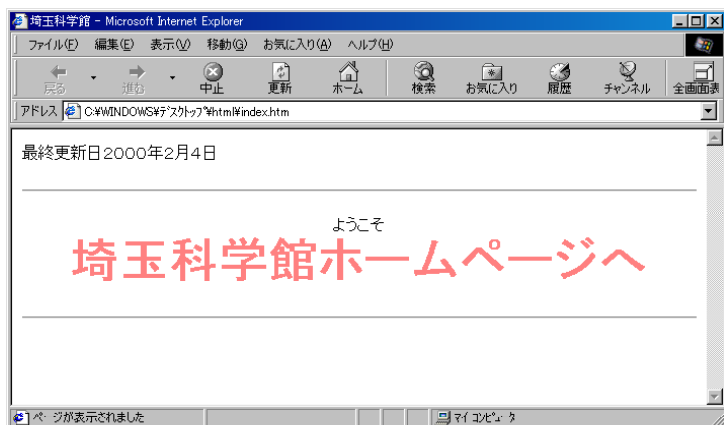 埼玉科学館 - Microsoft Internet Explorer
ファイル(F) 編集(E) 表示(V) 移動(G) お気に入り(A) ヘルプ(H)
戻る 進む 中止 更新 ホーム 検索 お気に入り 履歴 チャンネル 全画面表
アドレス C:¥WINDOWS¥デスクトップ¥html¥index.htm
最終更新日2000年2月4日
ようこそ
埼玉科学館ホームページへ
ページが表示されました マイ コンピュータ